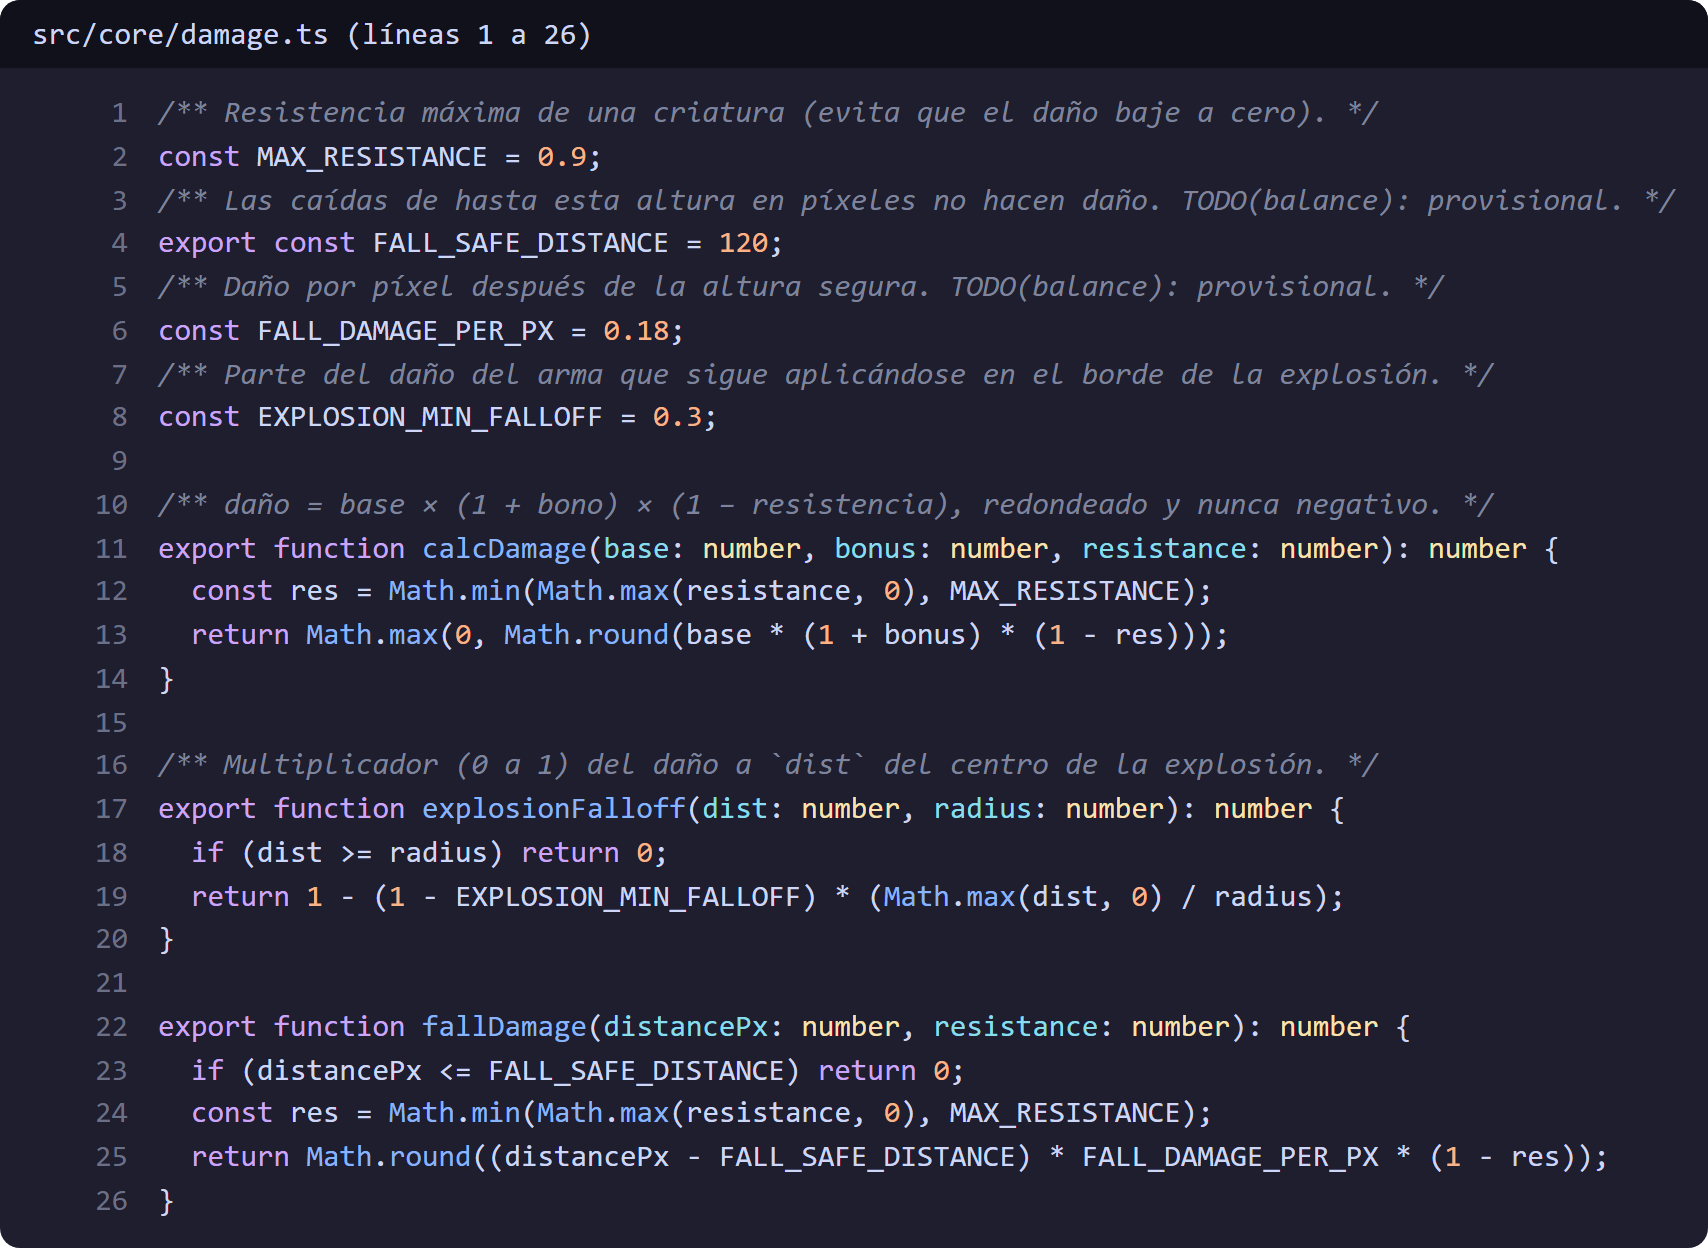 src/core/damage.ts (líneas 1 a 26)
1 /** Resistencia máxima de una criatura (evita que el daño baje a cero). */
2 const MAX_RESISTANCE = 0.9;
3 /** Las caídas de hasta esta altura en píxeles no hacen daño. TODO(balance): provisional. */
4 export const FALL_SAFE_DISTANCE = 120;
5 /** Daño por píxel después de la altura segura. TODO(balance): provisional. */
6 const FALL_DAMAGE_PER_PX = 0.18;
7 /** Parte del daño del arma que sigue aplicándose en el borde de la explosión. */
8 const EXPLOSION_MIN_FALLOFF = 0.3;
9
10 /** daño = base × (1 + bono) × (1 – resistencia), redondeado y nunca negativo. */
11 export function calcDamage(base: number, bonus: number, resistance: number): number {
12   const res = Math.min(Math.max(resistance, 0), MAX_RESISTANCE);
13   return Math.max(0, Math.round(base * (1 + bonus) * (1 - res)));
14 }
15
16 /** Multiplicador (0 a 1) del daño a `dist` del centro de la explosión. */
17 export function explosionFalloff(dist: number, radius: number): number {
18   if (dist >= radius) return 0;
19   return 1 - (1 - EXPLOSION_MIN_FALLOFF) * (Math.max(dist, 0) / radius);
20 }
21
22 export function fallDamage(distancePx: number, resistance: number): number {
23   if (distancePx <= FALL_SAFE_DISTANCE) return 0;
24   const res = Math.min(Math.max(resistance, 0), MAX_RESISTANCE);
25   return Math.round((distancePx - FALL_SAFE_DISTANCE) * FALL_DAMAGE_PER_PX * (1 - res));
26 }